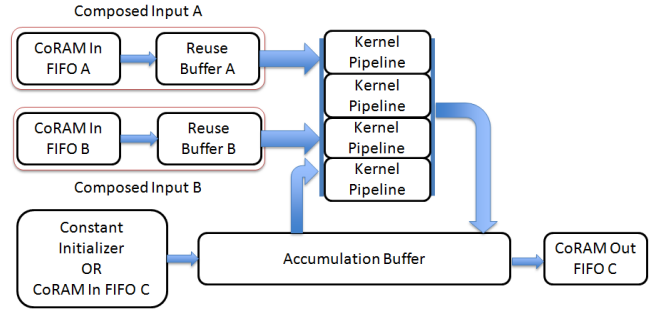 Composed Input A
CoRAM In
FIFO A
Reuse
Buffer A
Kernel
Pipeline
Kernel
Pipeline
CoRAM In
FIFO B
Reuse
Buffer B
Kernel
Pipeline
Kernel
Pipeline
Composed Input B
Constant
Initializer
OR
CoRAM In FIFO C
Accumulation Buffer
CoRAM Out
FIFO C